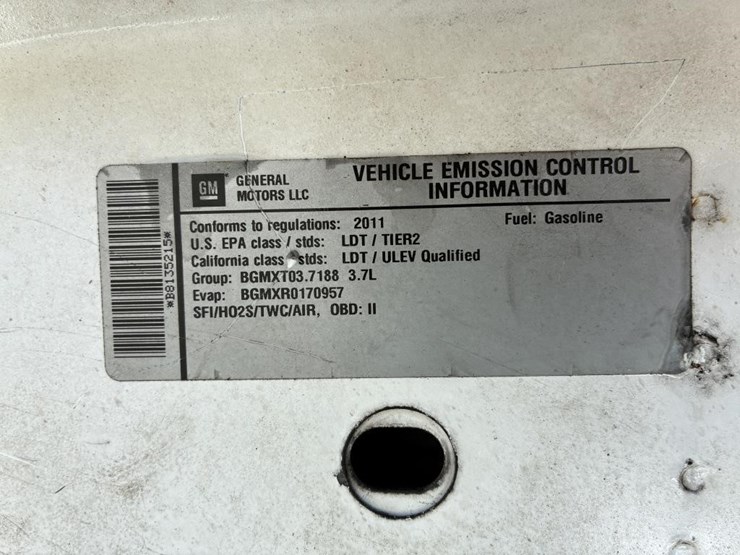 GM GENERAL MOTORS LLC
VEHICLE EMISSION CONTROL
INFORMATION
Conforms to regulations: 2011
Fuel: Gasoline
U.S. EPA class / stds: LDT / TIER2
California class stds: LDT / ULEV Qualified
Group: BGMXT03.7188 3.7L
Evap: BGMXR0170957
SFI/HO2S/TWC/AIR, OBD: II
*B8135215*